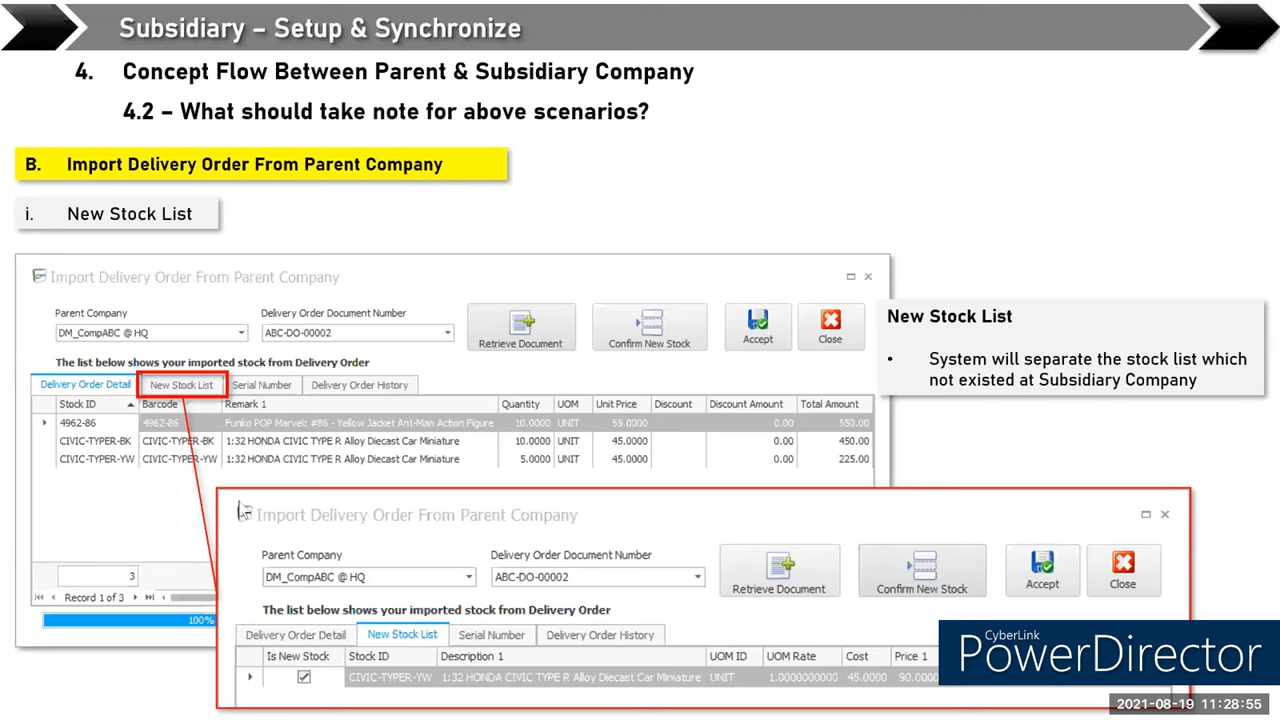 Subsidiary – Setup & Synchronize
4. Concept Flow Between Parent & Subsidiary Company
4.2 – What should take note for above scenarios?
B. Import Delivery Order From Parent Company
i. New Stock List
Import Delivery Order From Parent Company
Parent Company
Delivery Order Document Number
DM_CompABC @ HQ
ABC-DO-00002
Retrieve Document
Confirm New Stock
Accept
Close
The list below shows your imported stock from Delivery Order
Delivery Order Detail New Stock List Serial Number Delivery Order History
Stock ID Barcode Remark 1 Quantity UOM Unit Price Discount Discount Amount Total Amount
4962-86 4962-86 Funko POP Marvel: #86 - Yellow Jacket Ant-Man Action Figure 10.0000 UNIT 55.0000 0.00 550.00
CIVIC-TYPER-BK CIVIC-TYPER-BK 1:32 HONDA CIVIC TYPE R Alloy Diecast Car Miniature 10.0000 UNIT 45.0000 0.00 450.00
CIVIC-TYPER-YW CIVIC-TYPER-YW 1:32 HONDA CIVIC TYPE R Alloy Diecast Car Miniature 5.0000 UNIT 45.0000 0.00 225.00
3
Record 1 of 3
100%
New Stock List
• System will separate the stock list which
not existed at Subsidiary Company
Import Delivery Order From Parent Company
Parent Company
Delivery Order Document Number
DM_CompABC @ HQ
ABC-DO-00002
Retrieve Document
Confirm New Stock
Accept
Close
The list below shows your imported stock from Delivery Order
Delivery Order Detail New Stock List Serial Number Delivery Order History
Is New Stock Stock ID Description 1 UOM ID UOM Rate Cost Price 1
CIVIC-TYPER-YW 1:32 HONDA CIVIC TYPE R Alloy Diecast Car Miniature UNIT 1.0000000000 45.0000 90.0000
CyberLink
PowerDirector
2021-08-19 11:28:55